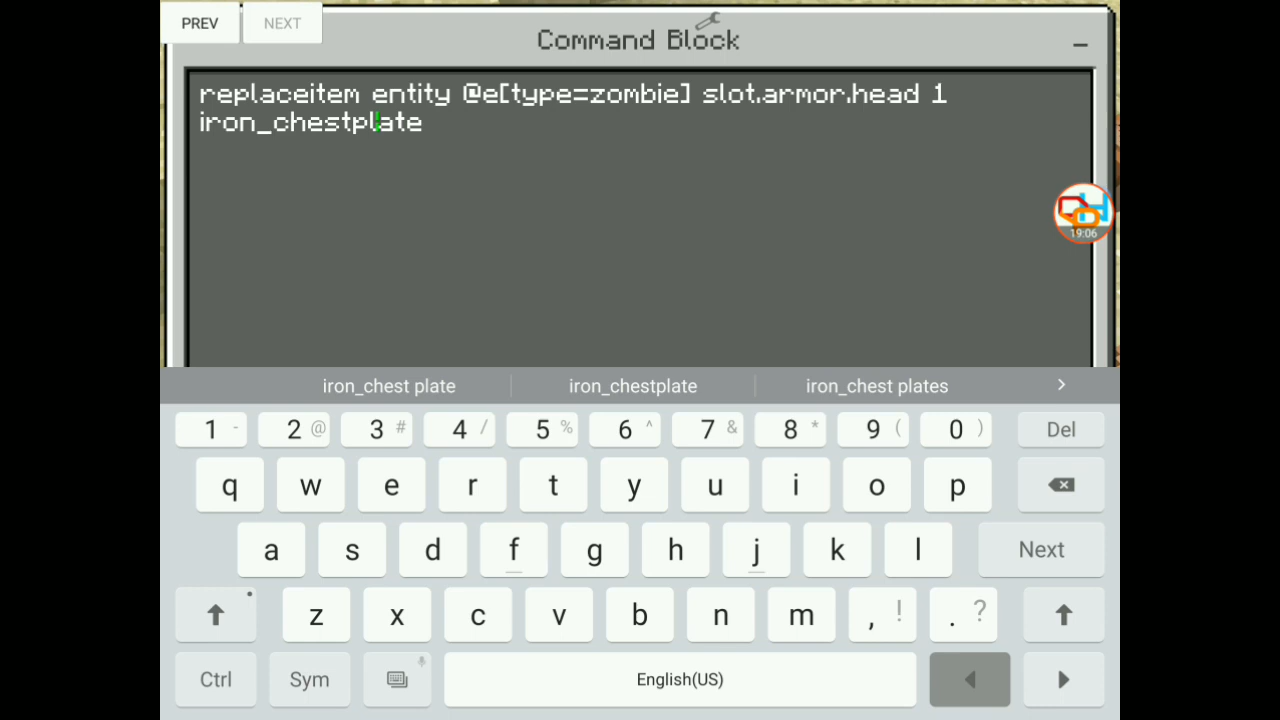 PREV
NEXT
Command Block
replaceitem entity @e[type=zombie] slot.armor.head 1
iron_chestplate
19:06
iron_chest plate
iron_chestplate
iron_chest plates
1 - 2 @ 3 # 4 / 5 % 6 ^ 7 & 8 * 9 ( 0 ) Del
q w e r t y u i o p
a s d f g h j k l Next
z x c v b n m , ! . ?
Ctrl Sym English(US)